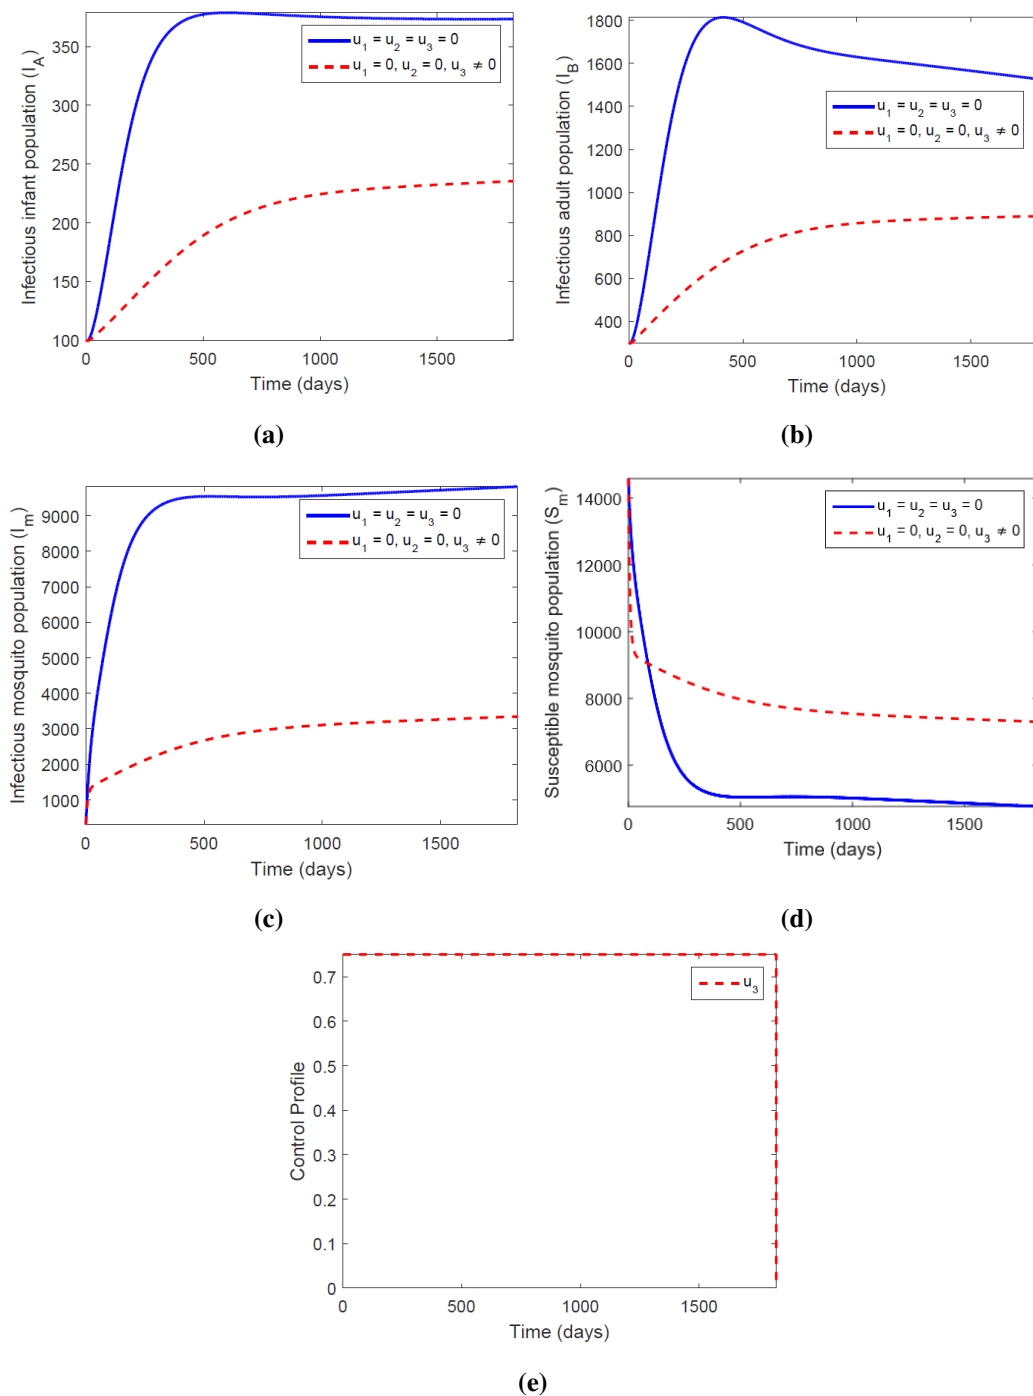 350
300
250
200
150
100
0
500
1000
1500
Infectious infant population (I_A)
Time (days)
u_1 = u_2 = u_3 = 0
u_1 = 0, u_2 = 0, u_3 ≠ 0
(a)
1800
1600
1400
1200
1000
800
600
400
0
500
1000
1500
Infectious adult population (I_B)
Time (days)
u_1 = u_2 = u_3 = 0
u_1 = 0, u_2 = 0, u_3 ≠ 0
(b)
9000
8000
7000
6000
5000
4000
3000
2000
1000
0
500
1000
1500
Infectious mosquito population (I_m)
Time (days)
u_1 = u_2 = u_3 = 0
u_1 = 0, u_2 = 0, u_3 ≠ 0
(c)
14000
12000
10000
8000
6000
0
500
1000
1500
Susceptible mosquito population (S_m)
Time (days)
u_1 = u_2 = u_3 = 0
u_1 = 0, u_2 = 0, u_3 ≠ 0
(d)
0.7
0.6
0.5
0.4
0.3
0.2
0.1
0
0
500
1000
1500
Control Profile
Time (days)
u_3
(e)